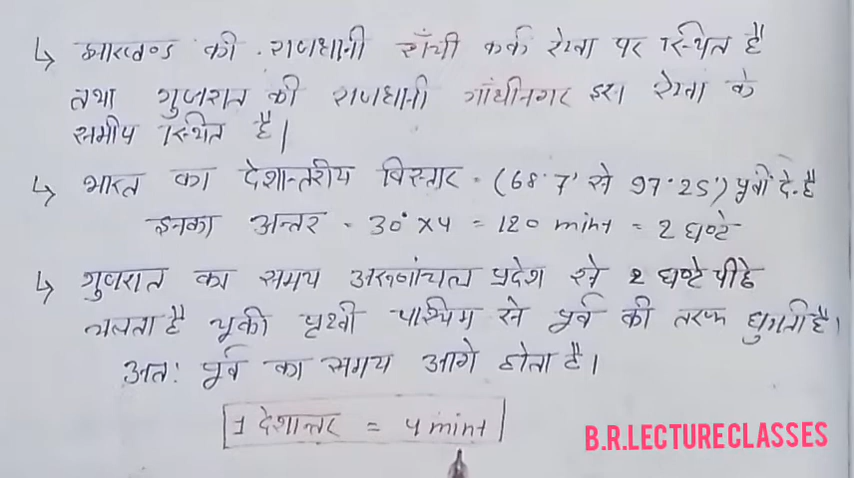 ↳ झारखण्ड की राजधानी राँची कर्क रेखा पर स्थित है
तथा गुजरात की राजधानी गाँधीनगर इस रेखा के
समीप स्थित है।
↳ भारत का देशान्तरीय विस्तार - (68°7' से 97°25') पूर्वी दे. है
इनका अन्तर - 30° × 4 = 120 mint = 2 घण्टे
↳ गुजरात का समय अरूणांचल प्रदेश से 2 घण्टे पीछे
चलता है चूकी पृथ्वी पश्चिम से पूर्व की तरफ घुमती है।
अतः पूर्व का समय आगे होता है।
1 देशान्तर = 4 mint
B.R.LECTURE CLASSES